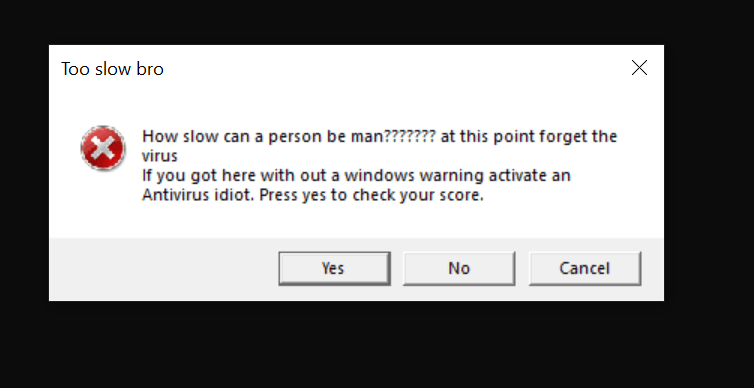 Too slow bro
How slow can a person be man??????? at this point forget the
virus
If you got here with out a windows warning activate an
Antivirus idiot. Press yes to check your score.
Yes
No
Cancel